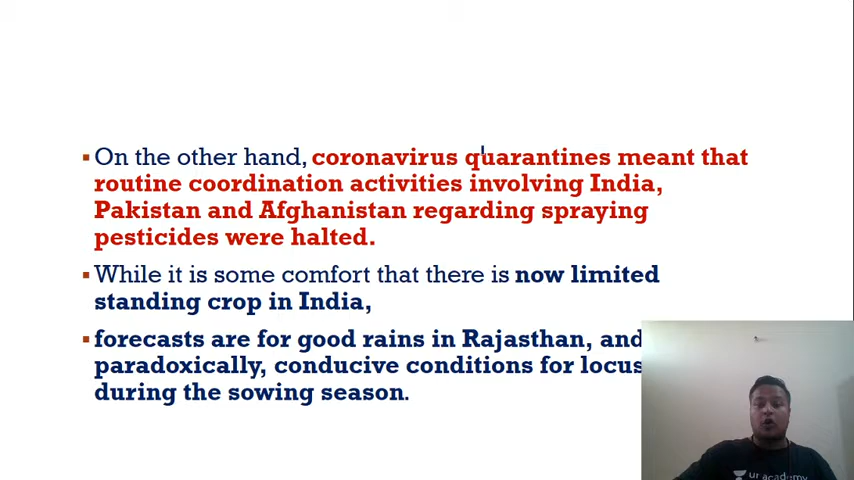 ▪On the other hand, coronavirus quarantines meant that
routine coordination activities involving India,
Pakistan and Afghanistan regarding spraying
pesticides were halted.
▪While it is some comfort that there is now limited
standing crop in India,
▪forecasts are for good rains in Rajasthan, and
paradoxically, conducive conditions for locus
during the sowing season.
ur academy